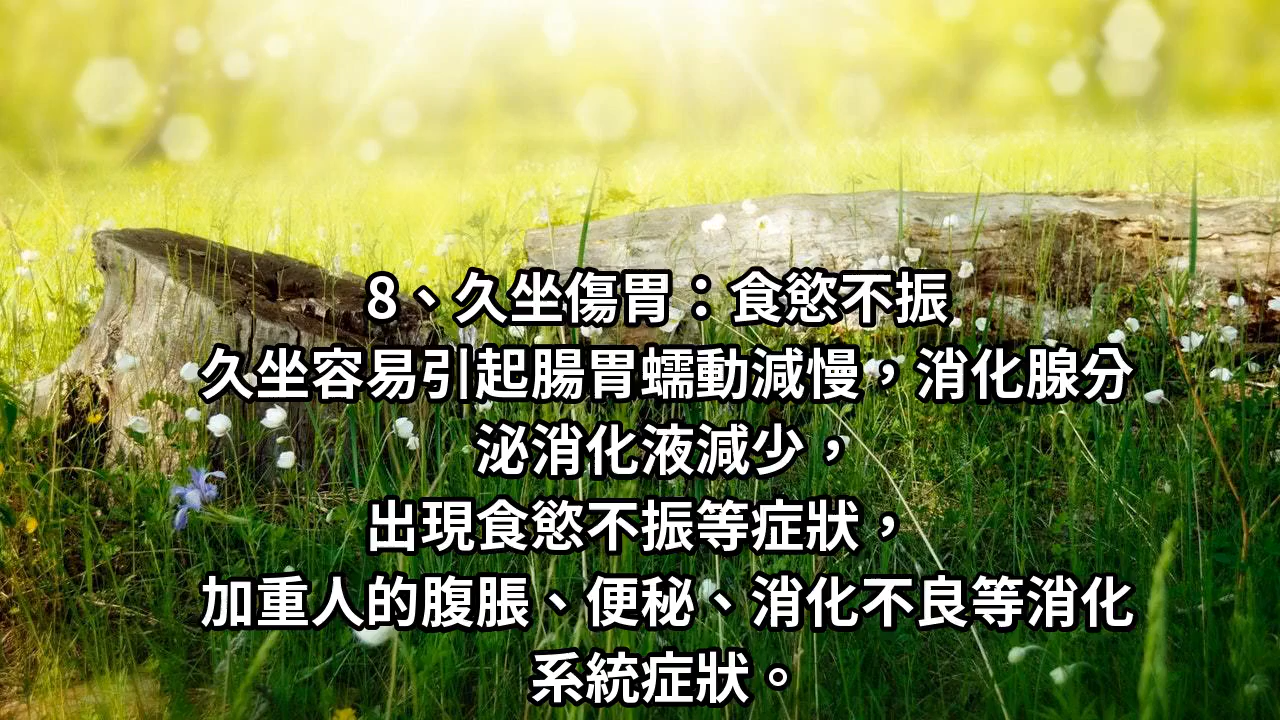 8、久坐傷胃：食慾不振
久坐容易引起腸胃蠕動減慢，消化腺分
泌消化液減少，
出現食慾不振等症狀，
加重人的腹脹、便秘、消化不良等消化
系統症狀。